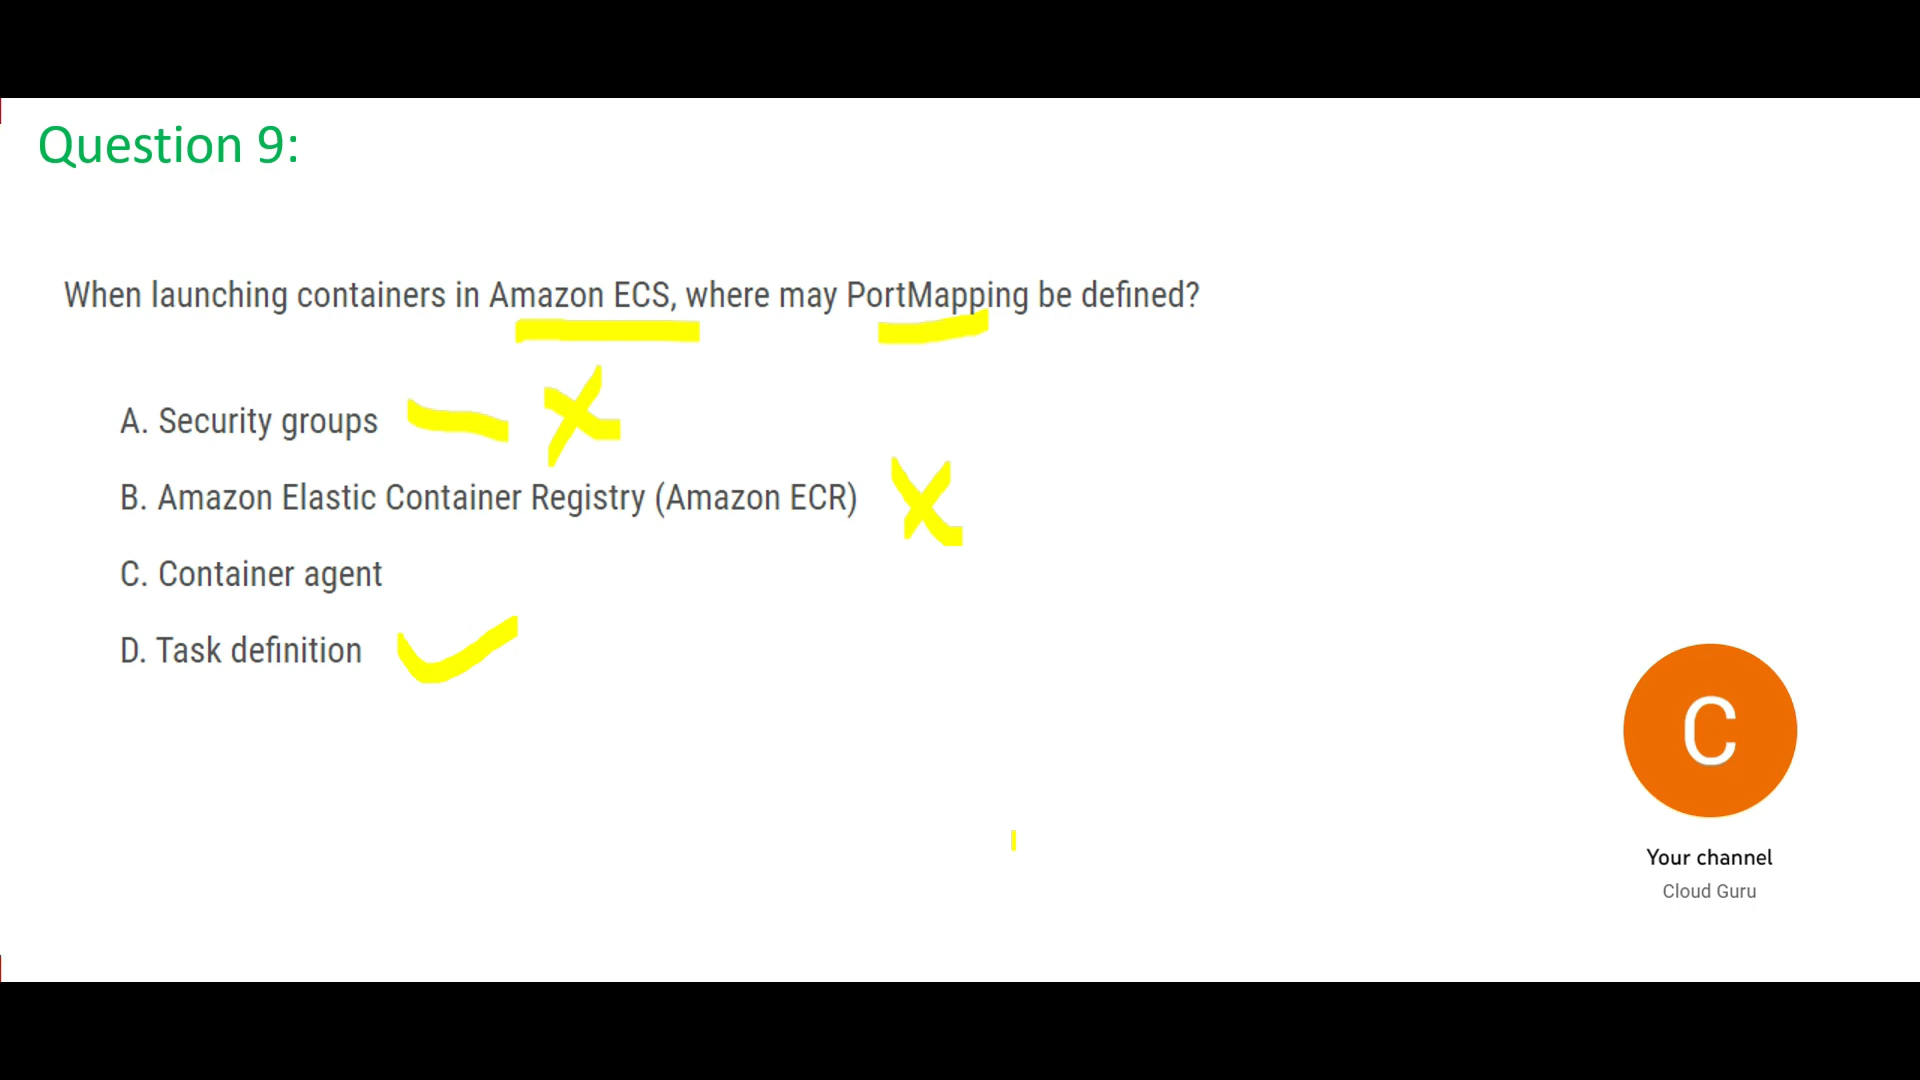 Question 9:
When launching containers in Amazon ECS, where may PortMapping be defined?
A. Security groups
B. Amazon Elastic Container Registry (Amazon ECR)
C. Container agent
D. Task definition
C
Your channel
Cloud Guru